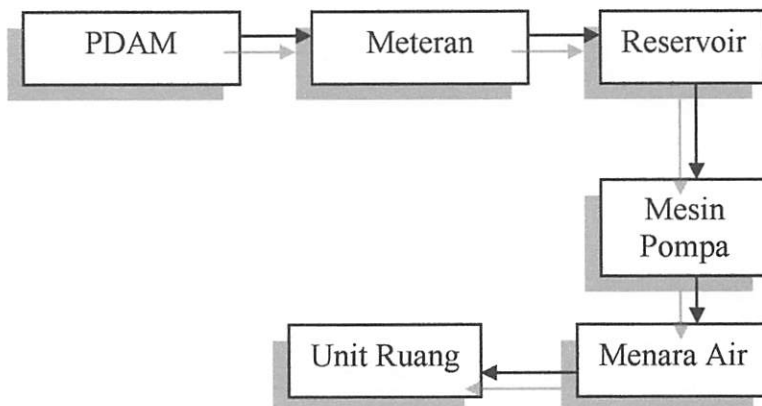 PDAM
Meteran
Reservoir
Mesin
Pompa
Menara Air
Unit Ruang